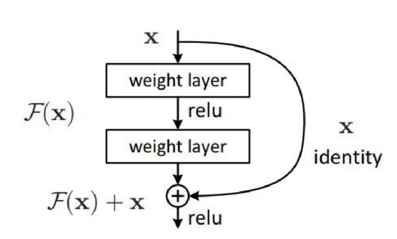 x
weight layer
relu
F(x)
weight layer
x
identity
F(x) + x
+
relu